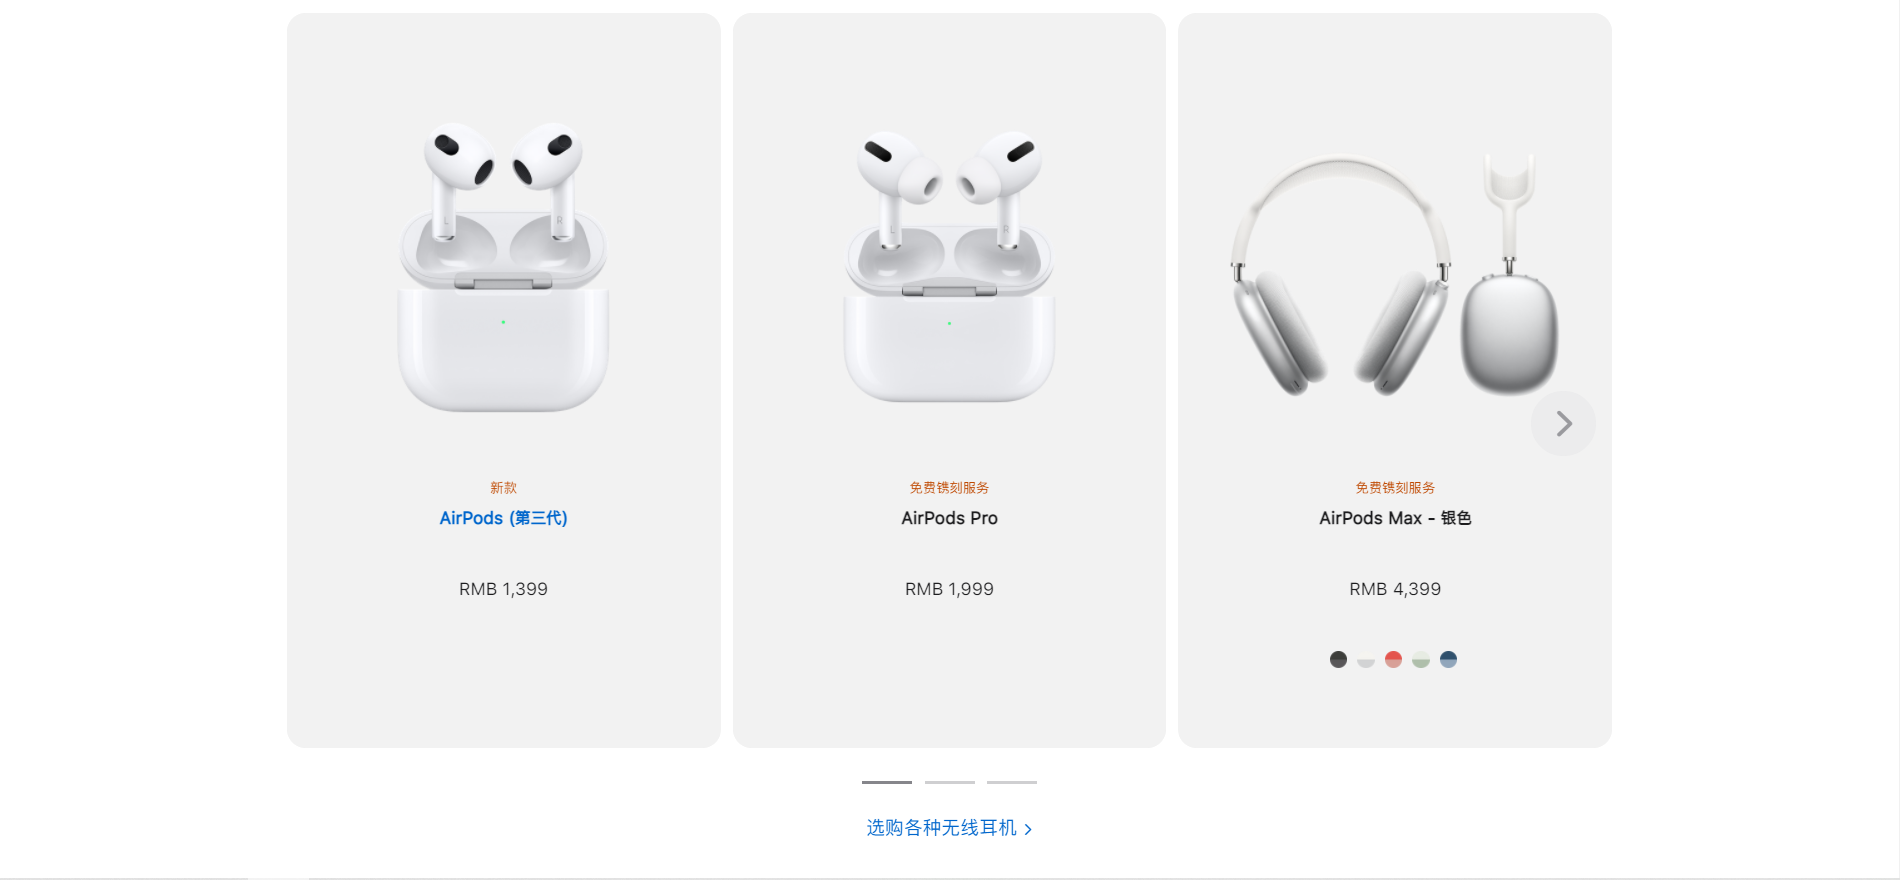 新款
AirPods (第三代)
RMB 1,399
免费镌刻服务
AirPods Pro
RMB 1,999
免费镌刻服务
AirPods Max - 银色
RMB 4,399
选购各种无线耳机
L
R
L
R